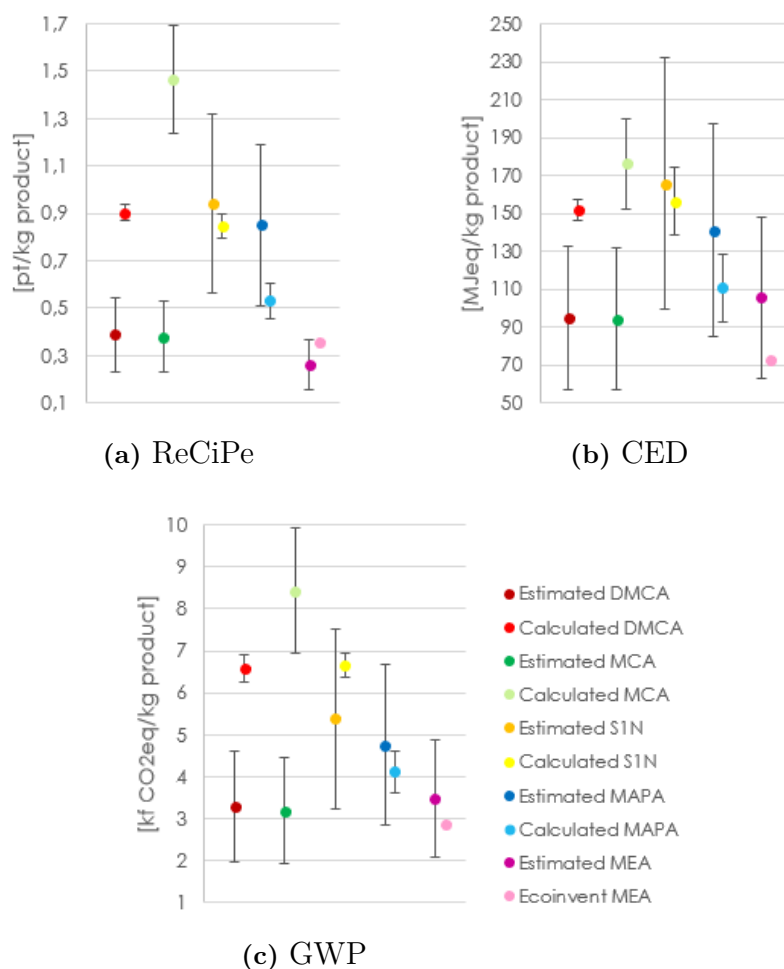 1,7
1,5
1,3
1,1
0,9
0,7
0,5
0,3
0,1
[pt/kg product]
(a) ReCiPe
250
230
210
190
170
150
130
110
90
70
50
[MJeq/kg product]
(b) CED
10
9
8
7
6
5
4
3
2
1
[kf CO2eq/kg product]
(c) GWP
Estimated DMCA
Calculated DMCA
Estimated MCA
Calculated MCA
Estimated S1N
Calculated S1N
Estimated MAPA
Calculated MAPA
Estimated MEA
Ecoinvent MEA